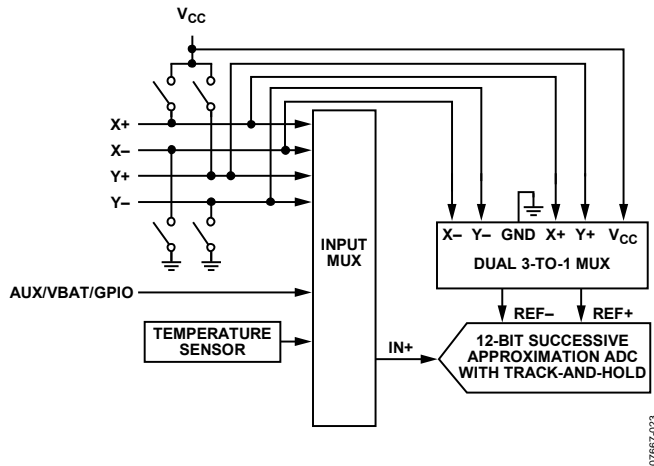 VCC
X+
X–
Y+
Y–
INPUT
MUX
AUX/VBAT/GPIO
TEMPERATURE
SENSOR
IN+
X– Y– GND X+ Y+ VCC
DUAL 3-TO-1 MUX
REF– REF+
12-BIT SUCCESSIVE
APPROXIMATION ADC
WITH TRACK-AND-HOLD
07667-023